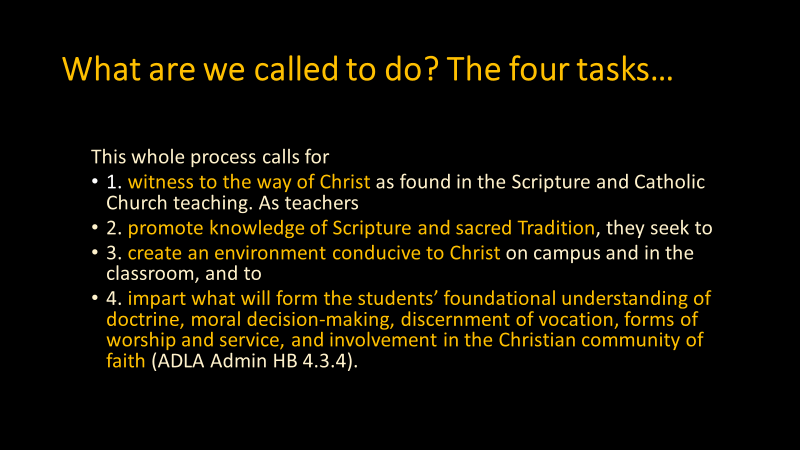 What are we called to do? The four tasks…
This whole process calls for
• 1. witness to the way of Christ as found in the Scripture and Catholic
Church teaching. As teachers
• 2. promote knowledge of Scripture and sacred Tradition, they seek to
• 3. create an environment conducive to Christ on campus and in the
classroom, and to
• 4. impart what will form the students’ foundational understanding of
doctrine, moral decision-making, discernment of vocation, forms of
worship and service, and involvement in the Christian community of
faith (ADLA Admin HB 4.3.4).